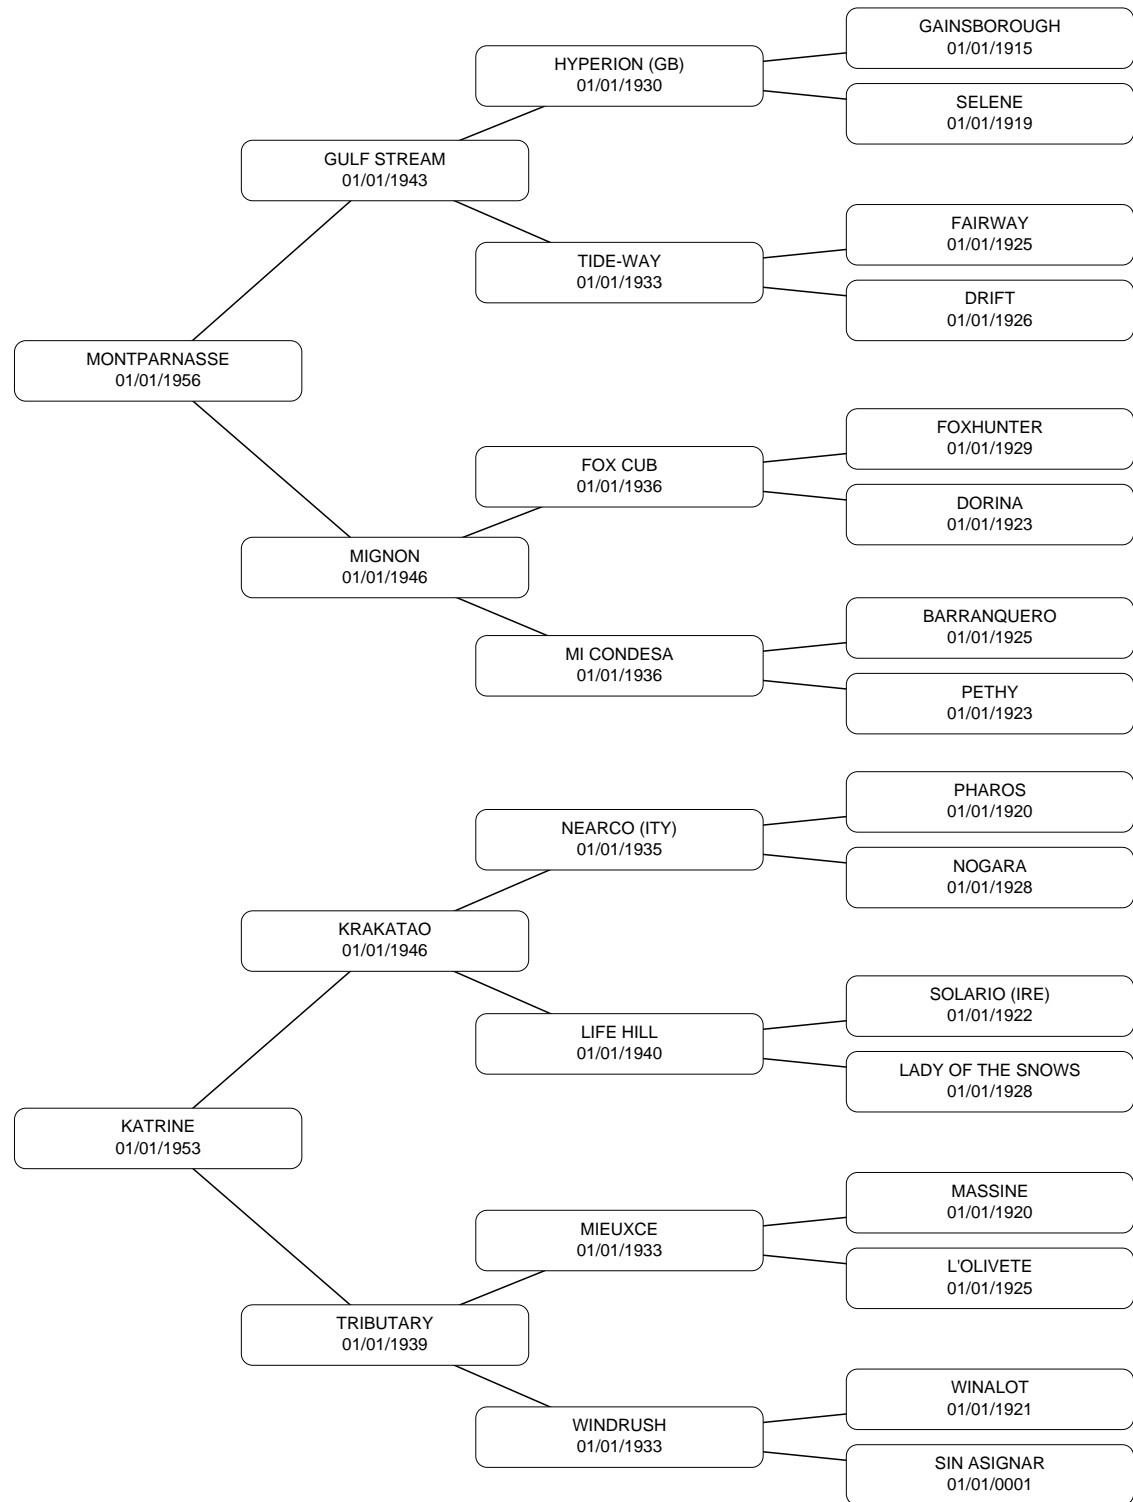 GAINSBOROUGH
01/01/1915
HYPERION (GB)
01/01/1930
SELENE
01/01/1919
GULF STREAM
01/01/1943
FAIRWAY
01/01/1925
TIDE-WAY
01/01/1933
DRIFT
01/01/1926
MONTPARNASSE
01/01/1956
FOXHUNTER
01/01/1929
FOX CUB
01/01/1936
DORINA
01/01/1923
MIGNON
01/01/1946
BARRANQUERO
01/01/1925
MI CONDESA
01/01/1936
PETHY
01/01/1923
PHAROS
01/01/1920
NEARCO (ITY)
01/01/1935
NOGARA
01/01/1928
KRAKATAO
01/01/1946
SOLARIO (IRE)
01/01/1922
LIFE HILL
01/01/1940
LADY OF THE SNOWS
01/01/1928
KATRINE
01/01/1953
MASSINE
01/01/1920
MIEUXCE
01/01/1933
L'OLIVETE
01/01/1925
TRIBUTARY
01/01/1939
WINALOT
01/01/1921
WINDRUSH
01/01/1933
SIN ASIGNAR
01/01/0001